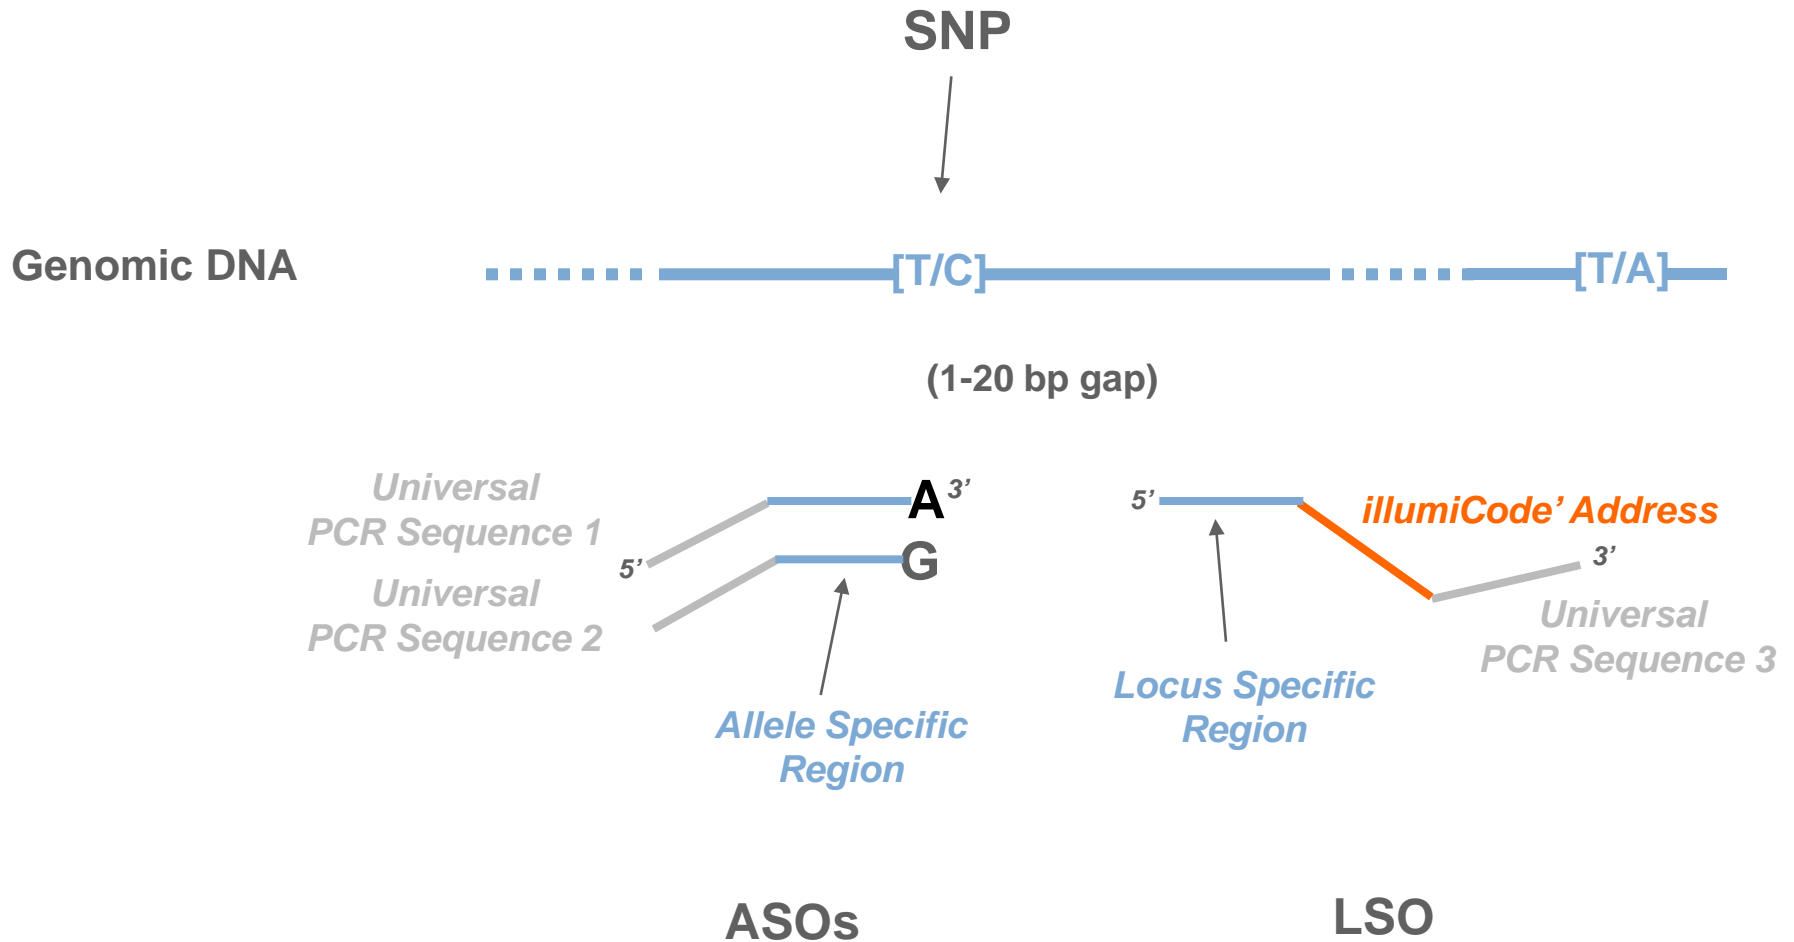 SNP
Genomic DNA
[T/C]
[T/A]
(1-20 bp gap)
Universal
PCR Sequence 1
5’
A 3’
G
Universal
PCR Sequence 2
Allele Specific
Region
5’
illumiCode’ Address
3’
Universal
PCR Sequence 3
Locus Specific
Region
ASOs
LSO